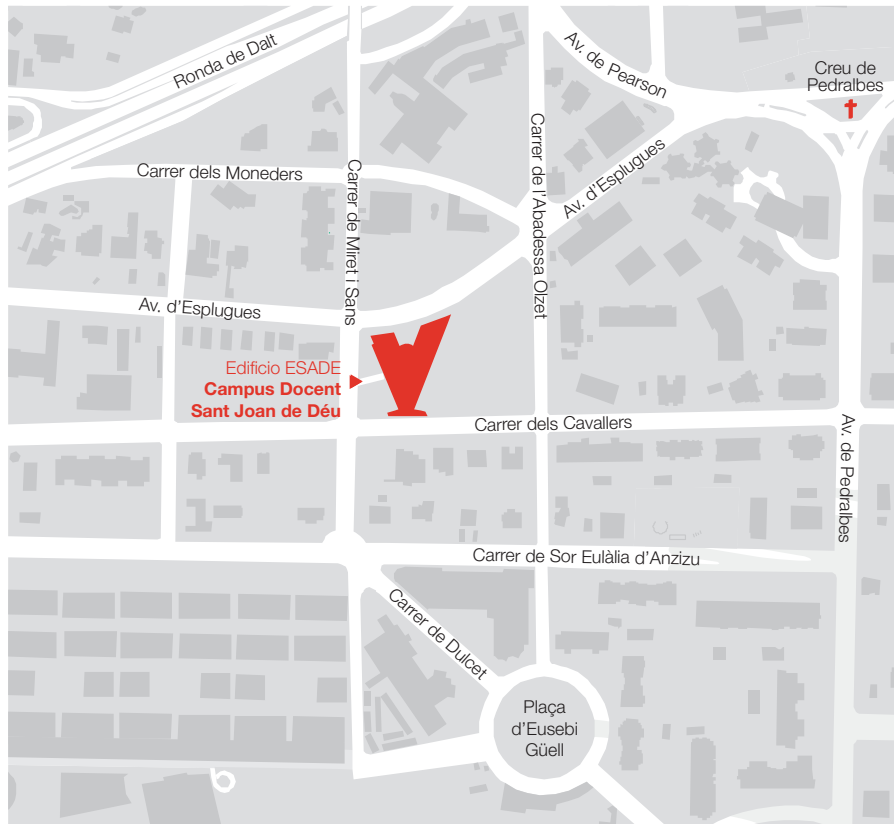 Ronda de Dalt
Av. de Pearson
Creu de
Pedralbes
Carrer dels Moneders
Carrer de Miret i Sans
Carrer de l'Abadessa Olzet
Av. d'Esplugues
Av. d'Esplugues
Edificio ESADE
Campus Docent
Sant Joan de Déu
Carrer dels Cavallers
Av. de Pedralbes
Carrer de Sor Eulàlia d'Anzizu
Carrer de Dulcet
Plaça
d'Eusebi
Güell